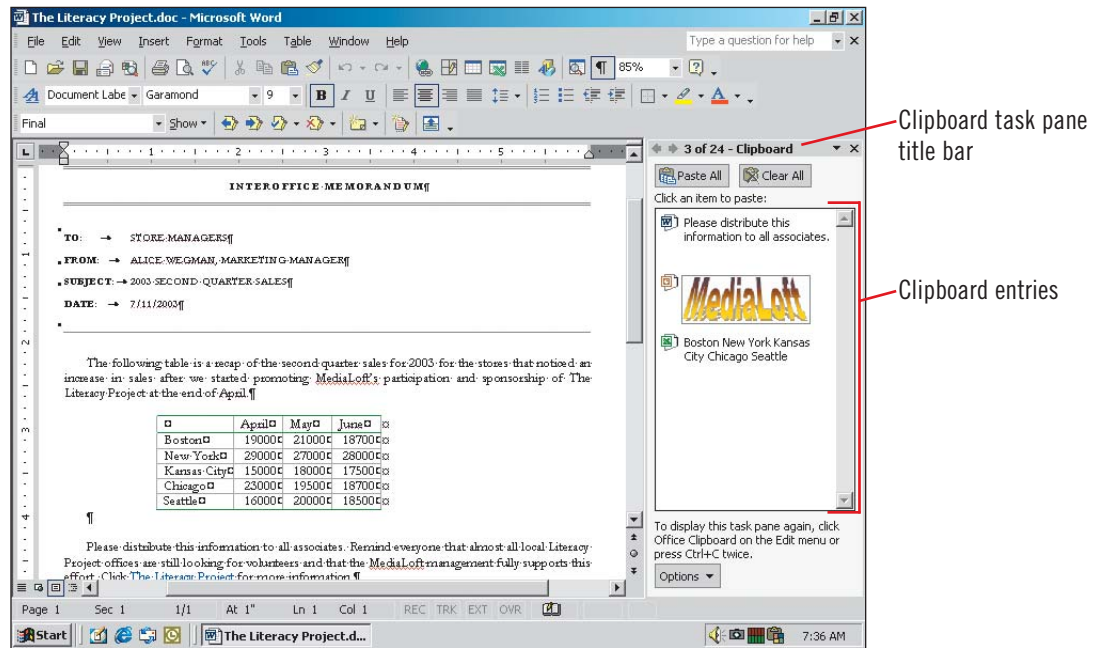 The Literacy Project.doc - Microsoft Word
File Edit View Insert Format Tools Table Window Help Type a question for help
ABC 85%
Document Labe Garamond 9 B I U A
Final Show
L 1 2 3 4 5
3 of 24 - Clipboard
Clipboard task pane
title bar
Paste All Clear All
Click an item to paste:
Please distribute this
information to all associates.
MediaLoft
Boston New York Kansas
City Chicago Seattle
Clipboard entries
To display this task pane again, click
Office Clipboard on the Edit menu or
press Ctrl+C twice.
Options
INTEROFFICE·MEMORANDUM¶
TO: → STORE·MANAGERS¶
FROM: → ALICE·WEGMAN,·MARKETING·MANAGER¶
SUBJECT: → 2003·SECOND·QUARTER·SALES¶
DATE: → 7/11/2003¶
The·following·table·is·a·recap·of·the·second·quarter·sales·for·2003·for·the·stores·that·noticed·an·
increase·in·sales·after·we·started·promoting·MediaLoft's·participation·and·sponsorship·of·The·
Literacy·Project·at·the·end·of·April.¶
¤ April¤ May¤ June¤ ¤
Boston¤ 19000¤ 21000¤ 18700¤ ¤
New·York¤ 29000¤ 27000¤ 28000¤ ¤
Kansas·City¤ 15000¤ 18000¤ 17500¤ ¤
Chicago¤ 23000¤ 19500¤ 18700¤ ¤
Seattle¤ 16000¤ 20000¤ 18500¤ ¤
¶
Please·distribute·this·information·to·all·associates.·Remind·everyone·that·almost·all·local·Literacy·
Project·offices·are·still·looking·for·volunteers·and·that·the·MediaLoft·management·fully·supports·this·
effort.·Click·The·Literacy·Project·for·more·information.¶
Page 1 Sec 1 1/1 At 1" Ln 1 Col 1 REC TRK EXT OVR
Start The Literacy Project.d... 7:36 AM